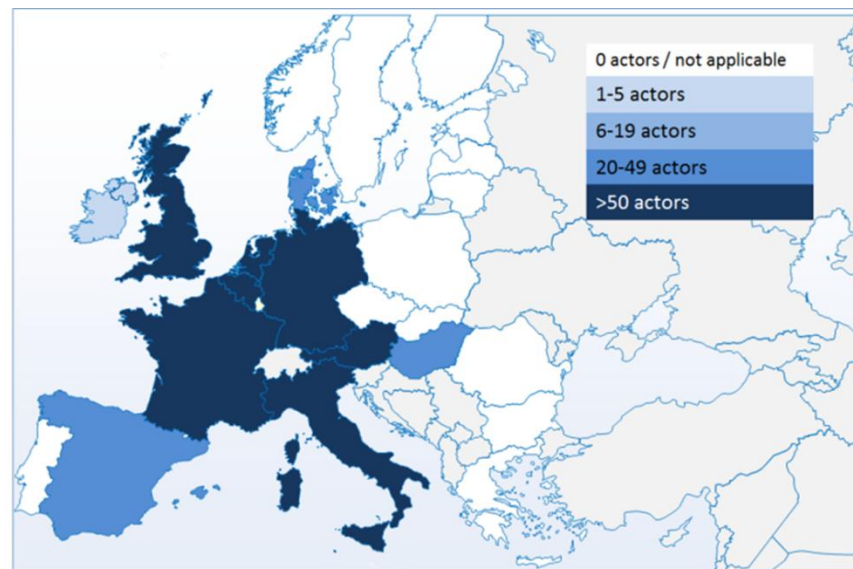 0 actors / not applicable
1-5 actors
6-19 actors
20-49 actors
>50 actors